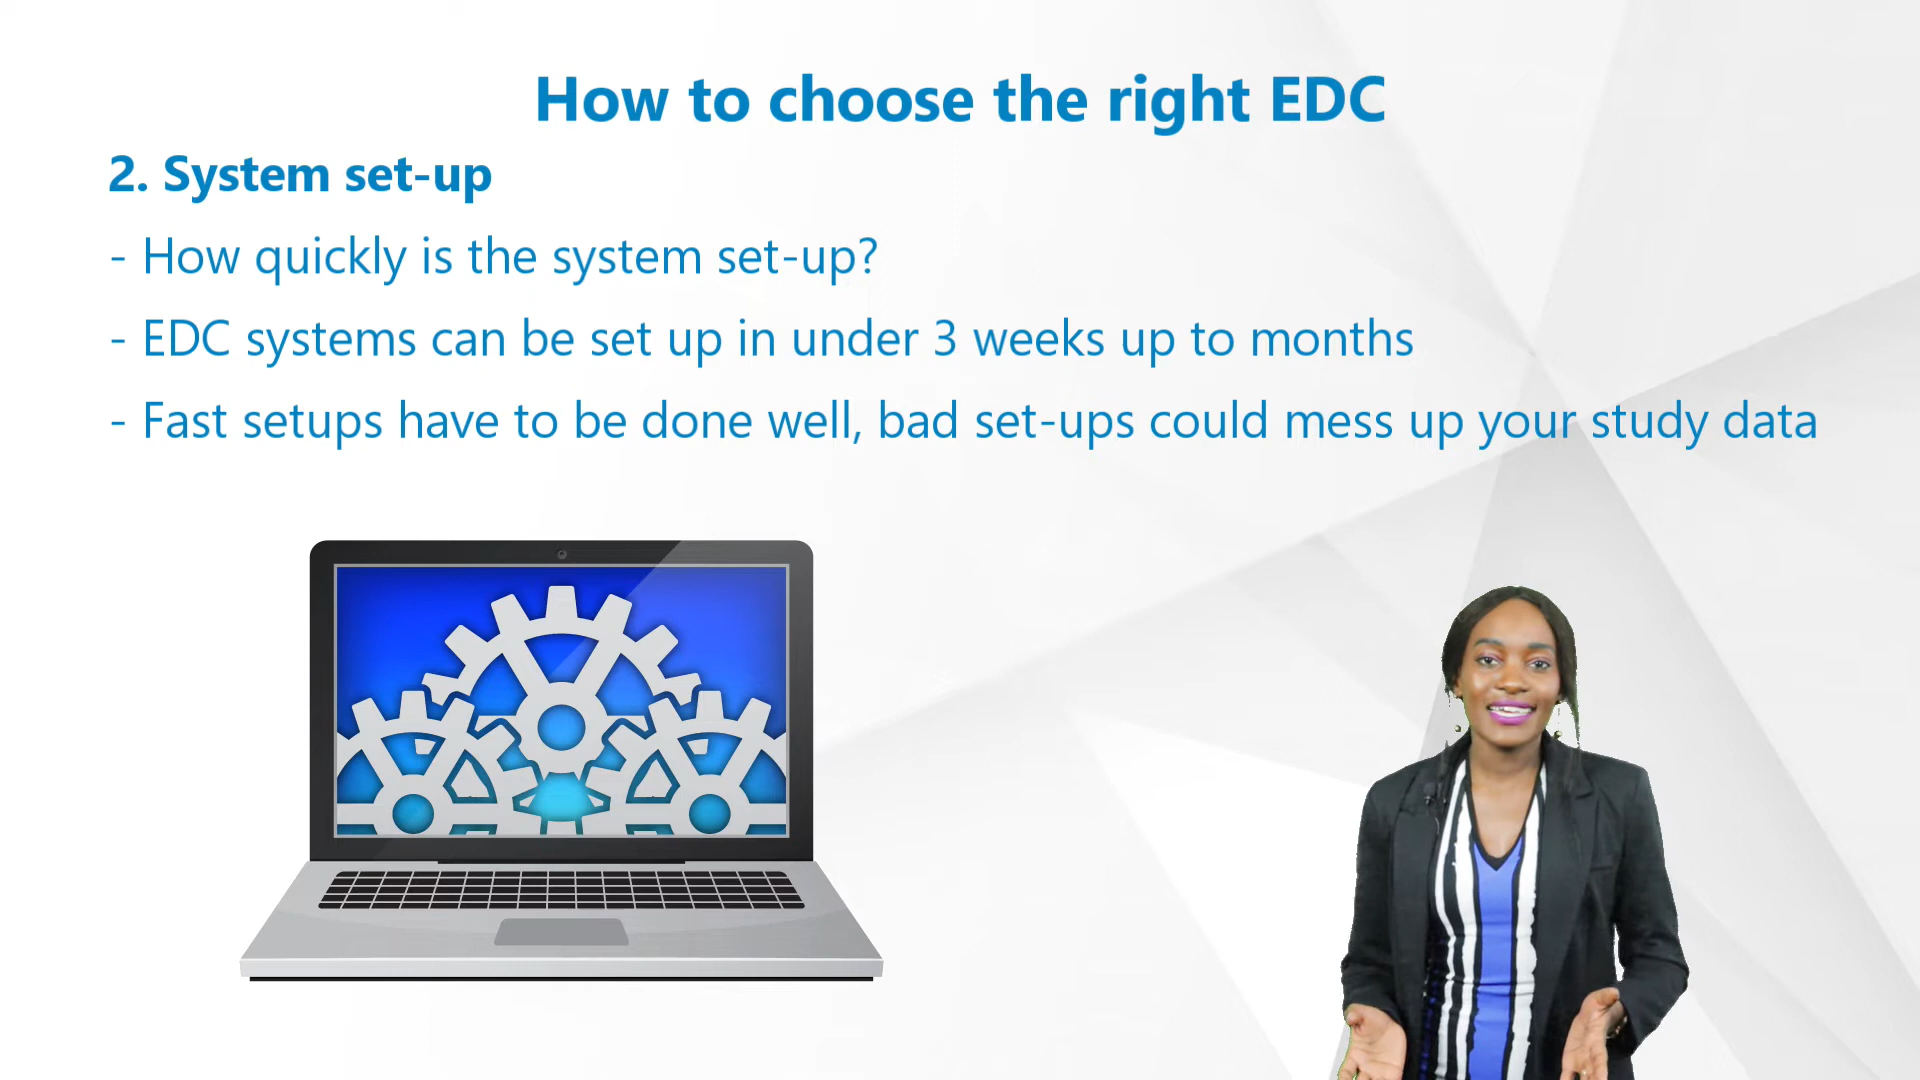 How to choose the right EDC
2. System set-up
- How quickly is the system set-up?
- EDC systems can be set up in under 3 weeks up to months
- Fast setups have to be done well, bad set-ups could mess up your study data